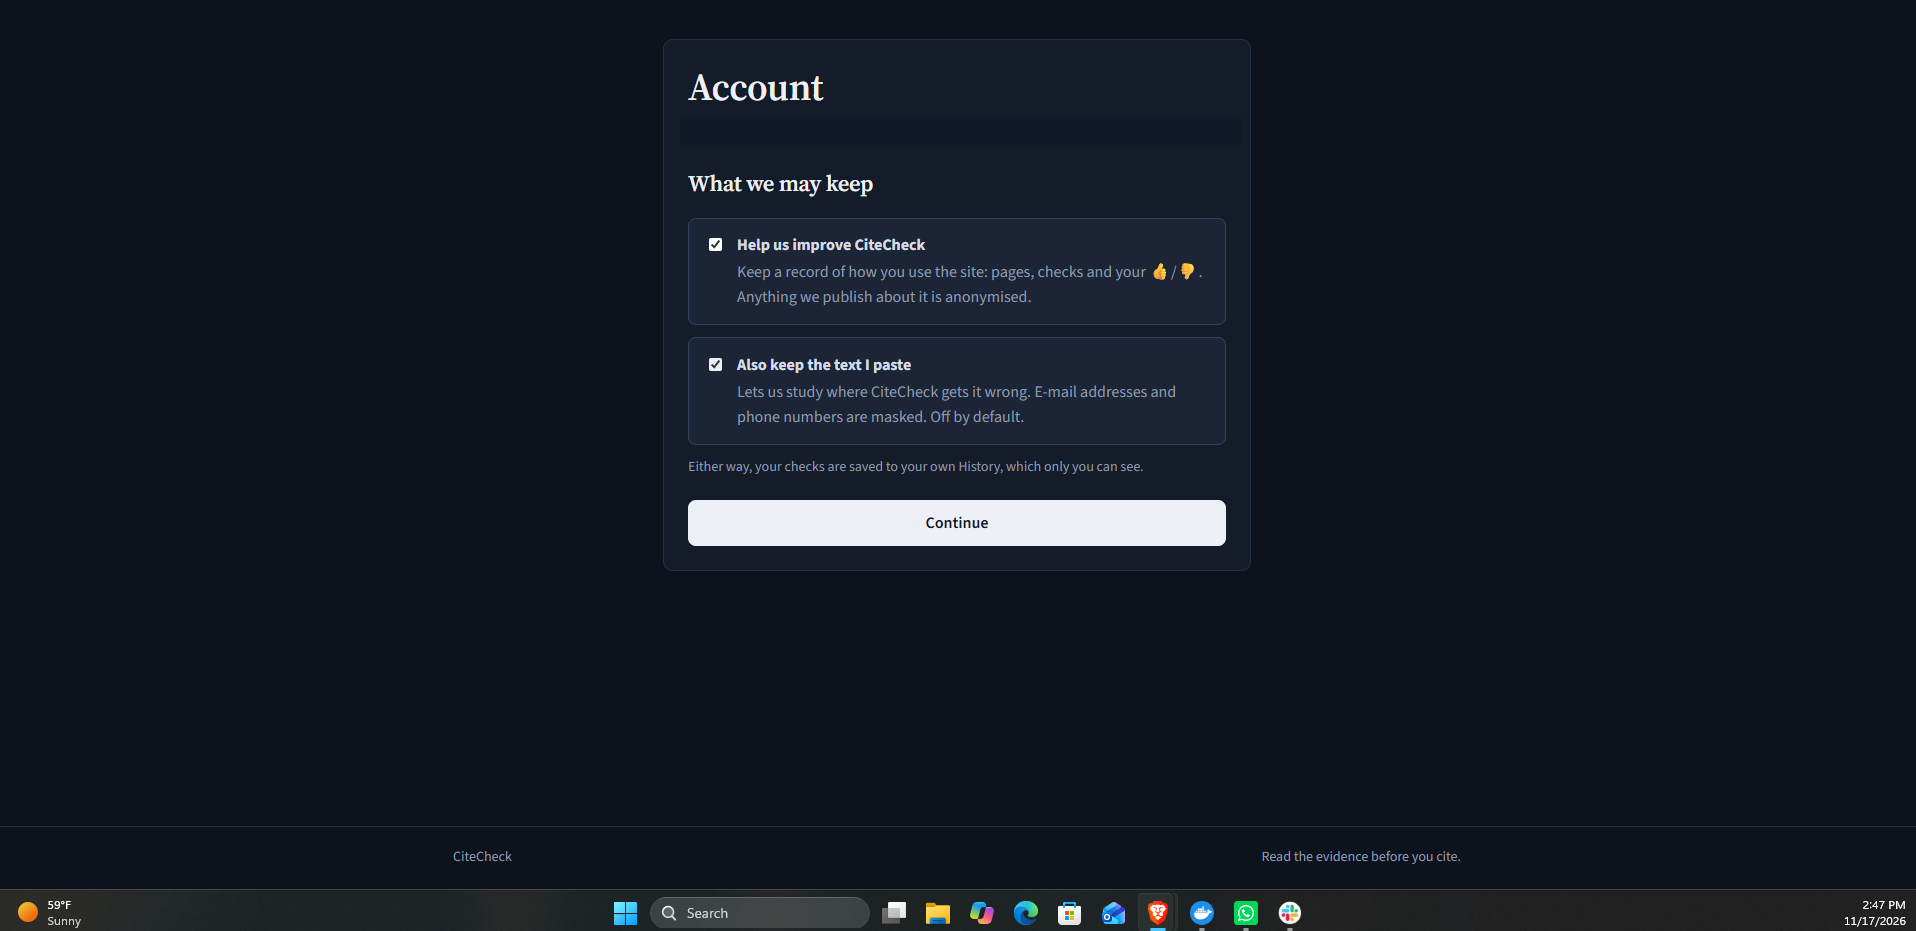 Account
What we may keep
Help us improve CiteCheck
Keep a record of how you use the site: pages, checks and your 👍 / 👎 .
Anything we publish about it is anonymised.
Also keep the text I paste
Lets us study where CiteCheck gets it wrong. E-mail addresses and
phone numbers are masked. Off by default.
Either way, your checks are saved to your own History, which only you can see.
Continue
CiteCheck
Read the evidence before you cite.
59°F
Sunny
Search
2:47 PM
11/17/2026